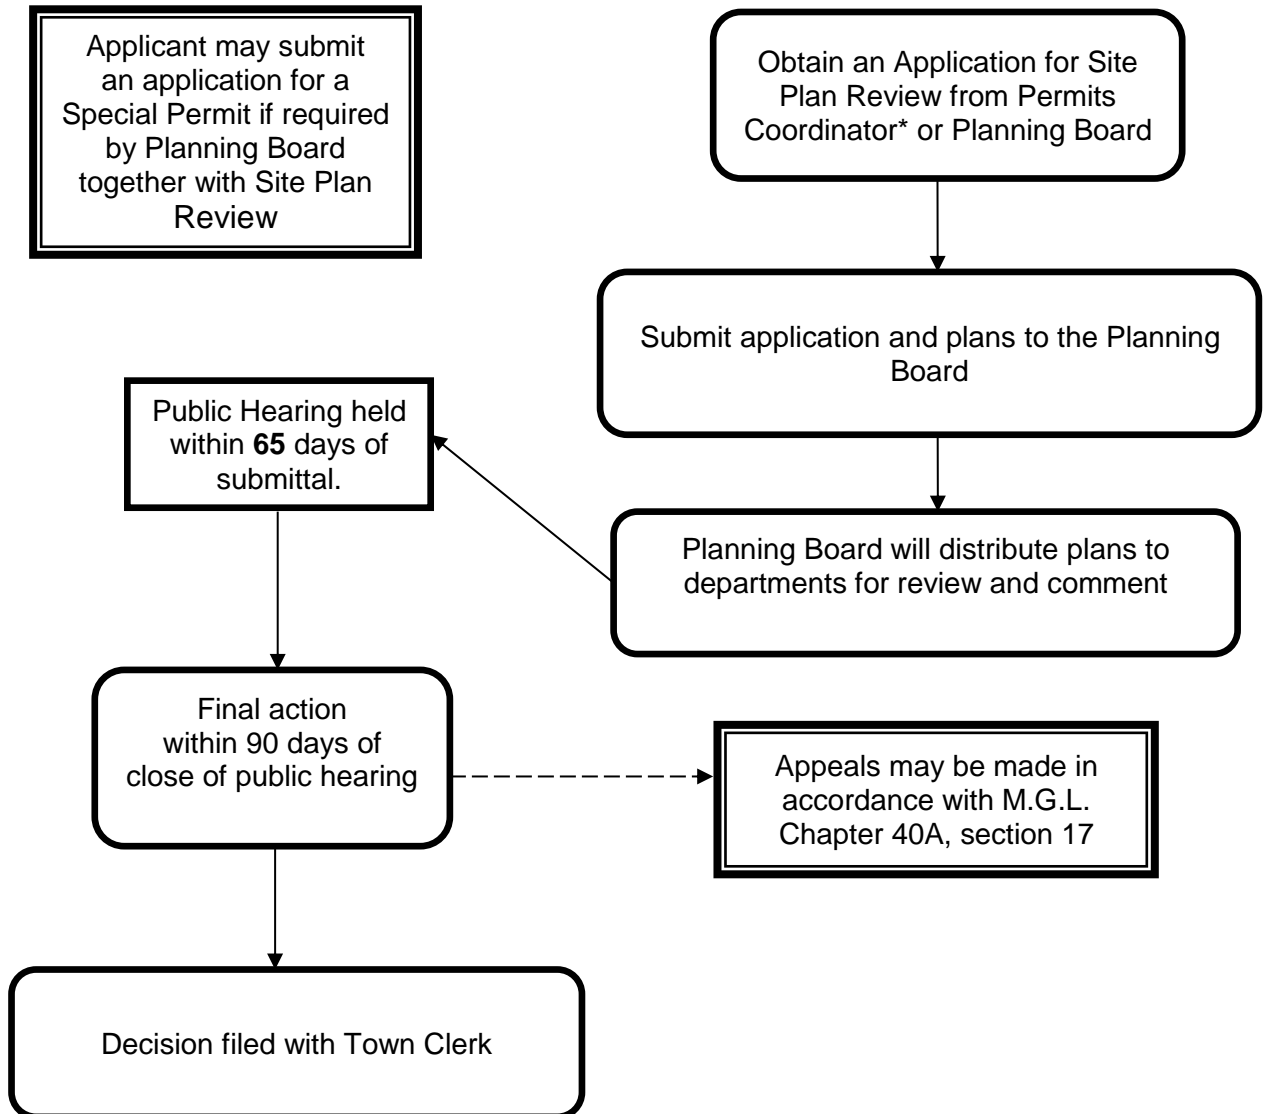 Applicant may submit
an application for a
Special Permit if required
by Planning Board
together with Site Plan
Review
Obtain an Application for Site
Plan Review from Permits
Coordinator* or Planning Board
Submit application and plans to the Planning
Board
Planning Board will distribute plans to
departments for review and comment
Public Hearing held
within 65 days of
submittal.
Final action
within 90 days of
close of public hearing
Appeals may be made in
accordance with M.G.L.
Chapter 40A, section 17
Decision filed with Town Clerk